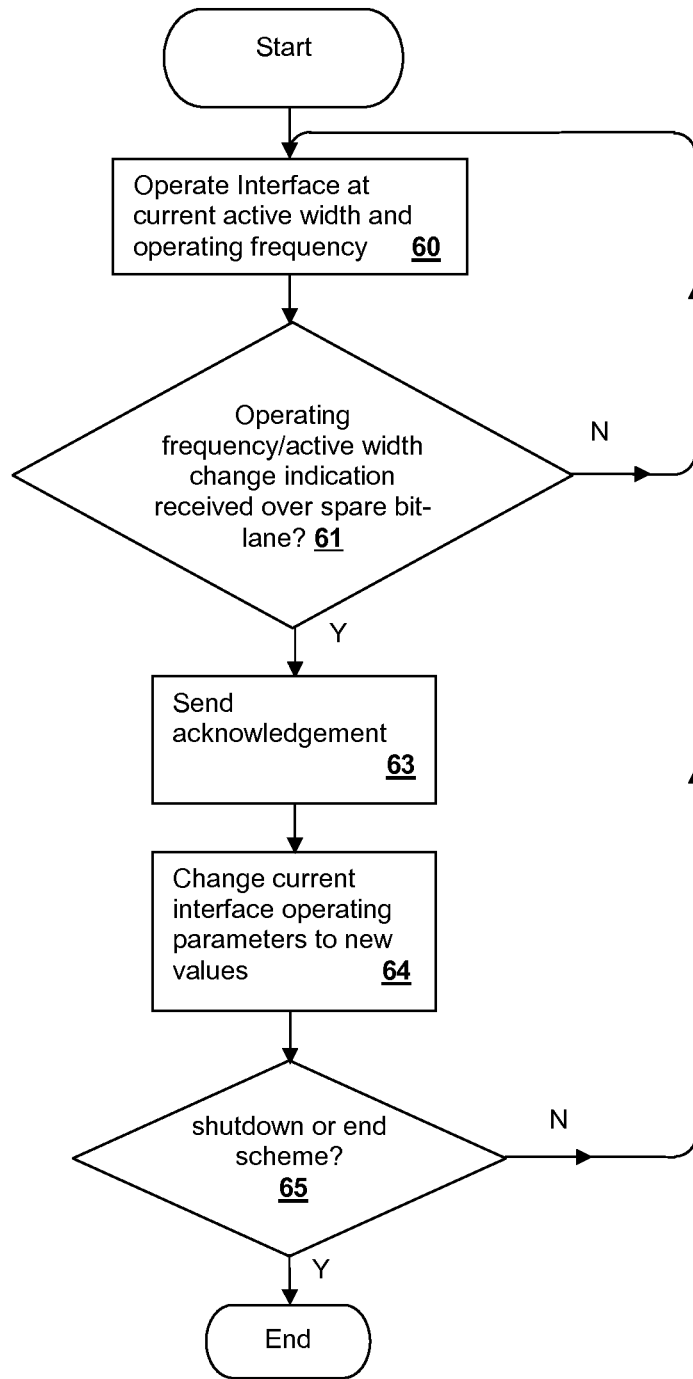 Start
Operate Interface at
current active width and
operating frequency 60
Operating
frequency/active width
change indication
received over spare bit-
lane? 61
N
Y
Send
acknowledgement
63
Change current
interface operating
parameters to new
values 64
shutdown or end
scheme?
65
N
Y
End